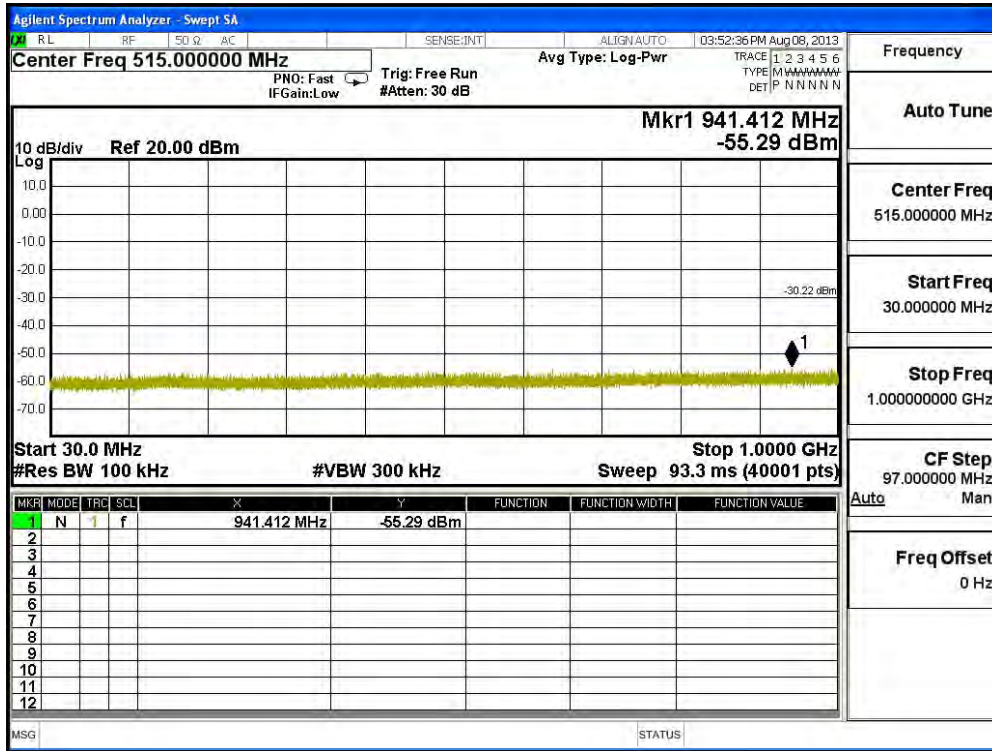 Agilent Spectrum Analyzer - Swept SA
RL RF 50 Ω AC SENSE:INT ALIGN AUTO 03:52:36 PM Aug 08, 2013
Center Freq 515.000000 MHz
PNO: Fast
IFGain:Low
Trig: Free Run
#Atten: 30 dB
Avg Type: Log-Pwr
TRACE 1 2 3 4 5 6
TYPE
DET P N N N N N
Mkr1 941.412 MHz
-55.29 dBm
10 dB/div Ref 20.00 dBm
Log
10.0
0.00
-10.0
-20.0
-30.0
-40.0
-50.0
-60.0
-70.0
-30.22 dBm
1
Start 30.0 MHz Stop 1.0000 GHz
#Res BW 100 kHz #VBW 300 kHz Sweep 93.3 ms (40001 pts)
MKR MODE TRC SCL X Y FUNCTION FUNCTION WIDTH FUNCTION VALUE
1 N 1 f 941.412 MHz -55.29 dBm
2
3
4
5
6
7
8
9
10
11
12
MSG STATUS
Frequency
Auto Tune
Center Freq
515.000000 MHz
Start Freq
30.000000 MHz
Stop Freq
1.000000000 GHz
CF Step
97.000000 MHz
Auto Man
Freq Offset
0 Hz